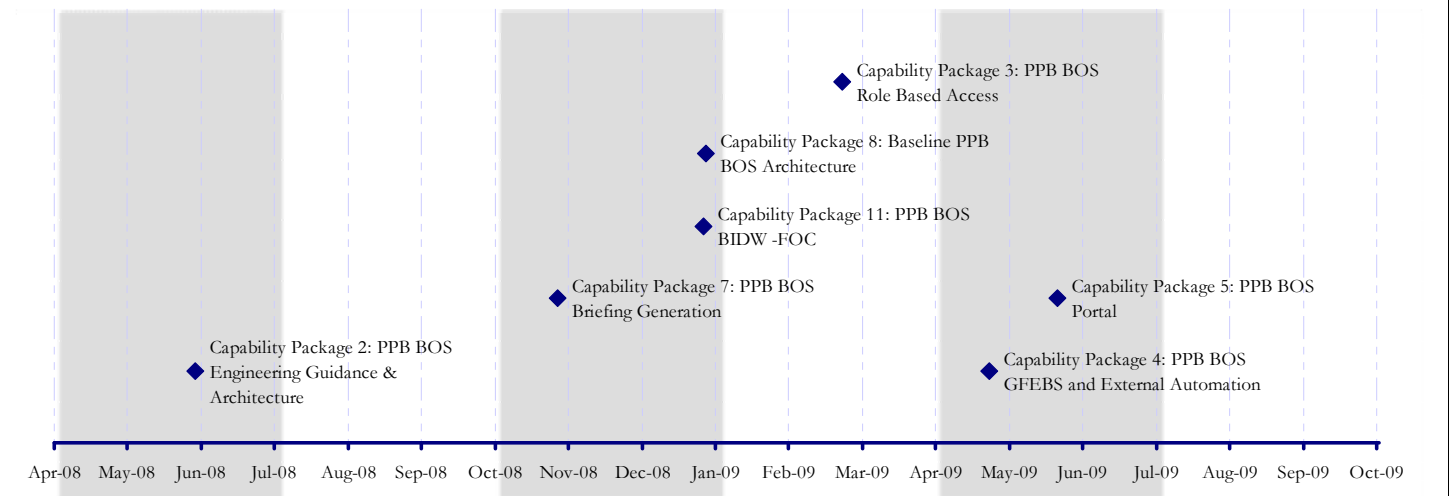 Capability Package 3: PPB BOS
Role Based Access
Capability Package 8: Baseline PPB
BOS Architecture
Capability Package 11: PPB BOS
BIDW -FOC
Capability Package 7: PPB BOS
Briefing Generation
Capability Package 5: PPB BOS
Portal
Capability Package 2: PPB BOS
Engineering Guidance &
Architecture
Capability Package 4: PPB BOS
GFEBS and External Automation
Apr-08 May-08 Jun-08 Jul-08 Aug-08 Sep-08 Oct-08 Nov-08 Dec-08 Jan-09 Feb-09 Mar-09 Apr-09 May-09 Jun-09 Jul-09 Aug-09 Sep-09 Oct-09